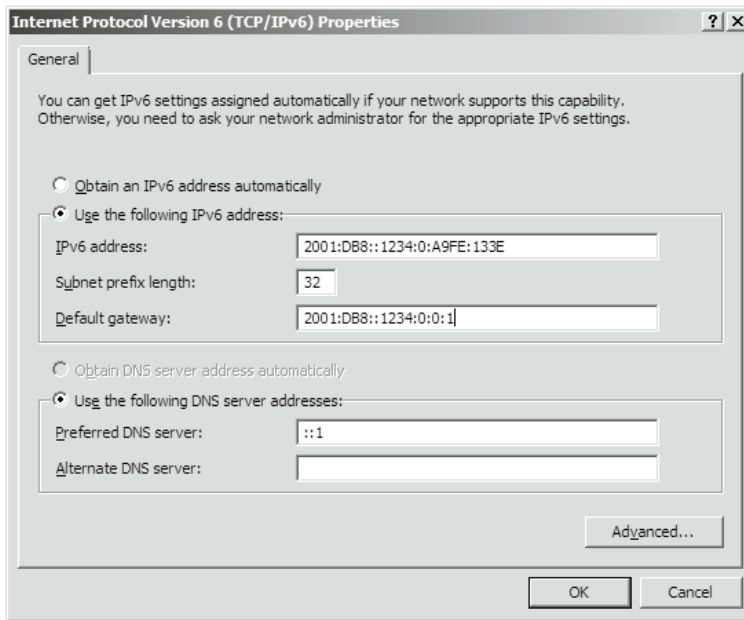 Internet Protocol Version 6 (TCP/IPv6) Properties
General
You can get IPv6 settings assigned automatically if your network supports this capability.
Otherwise, you need to ask your network administrator for the appropriate IPv6 settings.
Obtain an IPv6 address automatically
Use the following IPv6 address:
IPv6 address: 2001:DB8::1234:0:A9FE:133E
Subnet prefix length: 32
Default gateway: 2001:DB8::1234:0:0:1
Obtain DNS server address automatically
Use the following DNS server addresses:
Preferred DNS server: ::1
Alternate DNS server:
Advanced...
OK Cancel